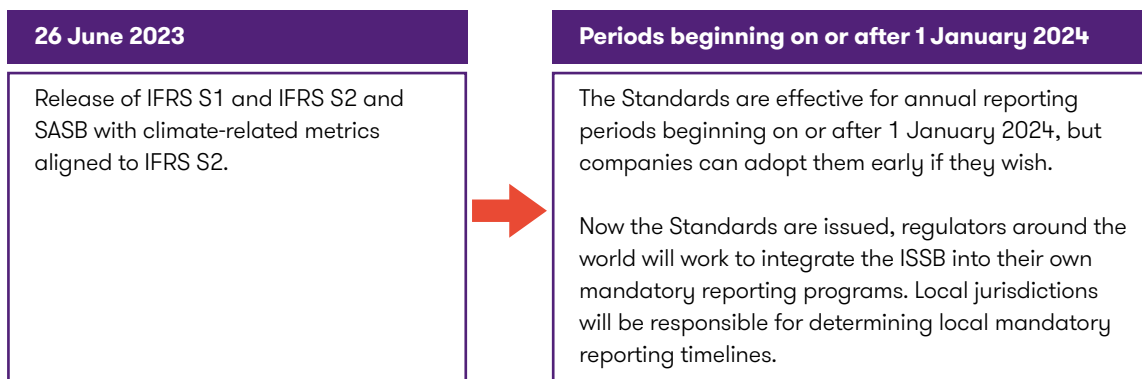 26 June 2023
Release of IFRS S1 and IFRS S2 and
SASB with climate-related metrics
aligned to IFRS S2.
Periods beginning on or after 1 January 2024
The Standards are effective for annual reporting
periods beginning on or after 1 January 2024, but
companies can adopt them early if they wish.
Now the Standards are issued, regulators around the
world will work to integrate the ISSB into their own
mandatory reporting programs. Local jurisdictions
will be responsible for determining local mandatory
reporting timelines.